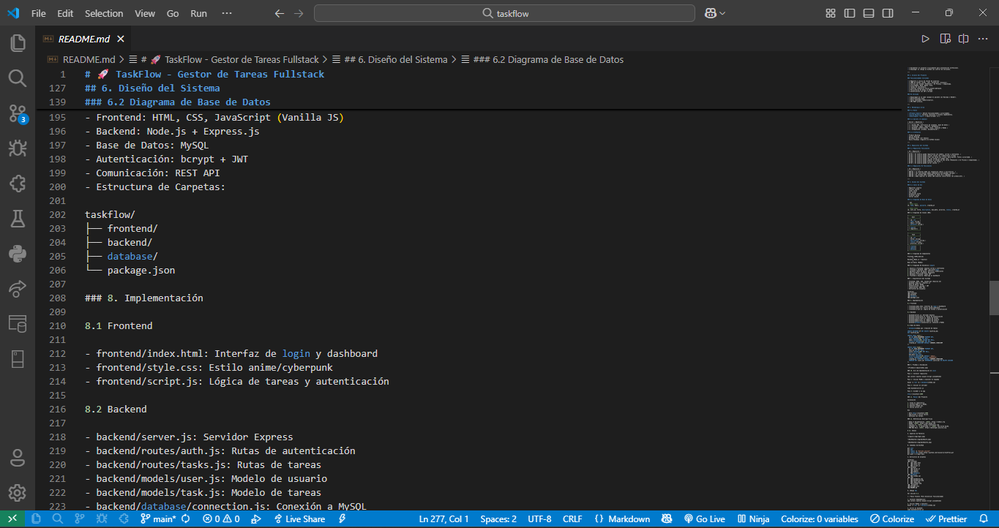 File Edit Selection View Go Run ··· taskflow
README.md
README.md > # 🚀 TaskFlow - Gestor de Tareas Fullstack > ## 6. Diseño del Sistema > ### 6.2 Diagrama de Base de Datos
1 # 🚀 TaskFlow - Gestor de Tareas Fullstack
127 ## 6. Diseño del Sistema
139 ### 6.2 Diagrama de Base de Datos
195 - Frontend: HTML, CSS, JavaScript (Vanilla JS)
196 - Backend: Node.js + Express.js
197 - Base de Datos: MySQL
198 - Autenticación: bcrypt + JWT
199 - Comunicación: REST API
200 - Estructura de Carpetas:
201
202 taskflow/
203 ├── frontend/
204 ├── backend/
205 ├── database/
206 └── package.json
207
208 ### 8. Implementación
209
210 8.1 Frontend
211
212 - frontend/index.html: Interfaz de login y dashboard
213 - frontend/style.css: Estilo anime/cyberpunk
214 - frontend/script.js: Lógica de tareas y autenticación
215
216 8.2 Backend
217
218 - backend/server.js: Servidor Express
219 - backend/routes/auth.js: Rutas de autenticación
220 - backend/routes/tasks.js: Rutas de tareas
221 - backend/models/user.js: Modelo de usuario
222 - backend/models/task.js: Modelo de tareas
223 - backend/database/connection.js: Conexión a MySQL
3
main* 0 0 Live Share Ln 277, Col 1 Spaces: 2 UTF-8 CRLF {} Markdown Go Live Ninja Colorize: 0 variables Colorize Prettier